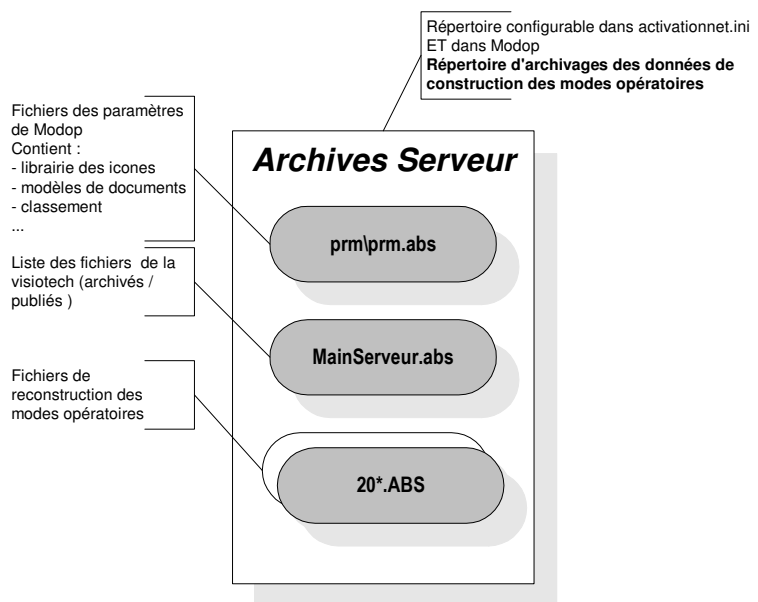 Répertoire configurable dans activationnet.ini
ET dans Modop
Répertoire d'archivages des données de
construction des modes opératoires
Fichiers des paramètres
de Modop
Contient :
- librairie des icones
- modèles de documents
- classement
...
Archives Serveur
prm\prm.abs
Liste des fichiers de la
visiotech (archivés /
publiés )
MainServeur.abs
Fichiers de
reconstruction des
modes opératoires
20*.ABS